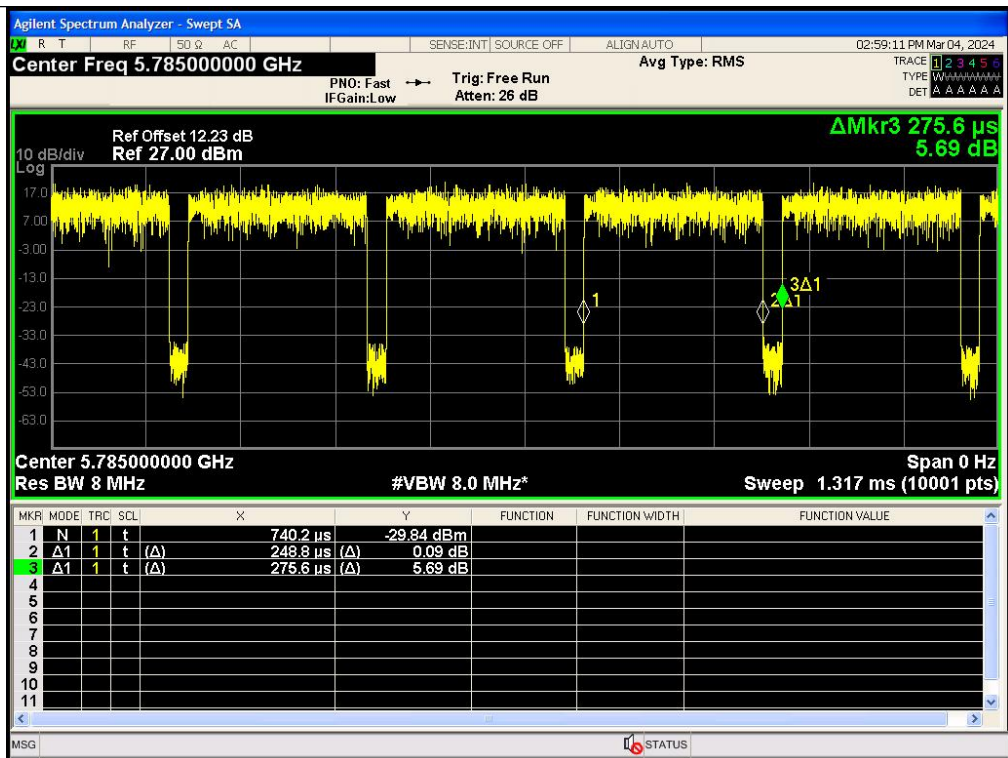 Agilent Spectrum Analyzer - Swept SA
LXI R T RF 50 Ω AC SENSE:INT SOURCE OFF ALIGN AUTO 02:59:11 PM Mar 04, 2024
Center Freq 5.785000000 GHz
PNO: Fast
IFGain:Low
Trig: Free Run
Atten: 26 dB
Avg Type: RMS
TRACE 1 2 3 4 5 6
TYPE W
DET A A A A A A
ΔMkr3 275.6 µs
5.69 dB
Ref Offset 12.23 dB
10 dB/div Ref 27.00 dBm
Log
17.0
7.00
-3.00
-13.0
-23.0
-33.0
-43.0
-53.0
-63.0
1
2Δ1
3Δ1
Center 5.785000000 GHz Span 0 Hz
Res BW 8 MHz #VBW 8.0 MHz* Sweep 1.317 ms (10001 pts)
MKR MODE TRC SCL X Y FUNCTION FUNCTION WIDTH FUNCTION VALUE
1 N 1 t 740.2 µs -29.84 dBm
2 Δ1 1 t (Δ) 248.8 µs (Δ) 0.09 dB
3 Δ1 1 t (Δ) 275.6 µs (Δ) 5.69 dB
4
5
6
7
8
9
10
11
MSG STATUS